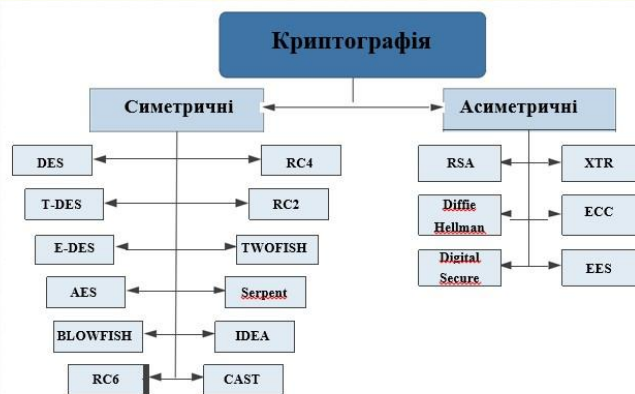 Криптографія
Симетричні
Асиметричні
DES
RC4
RSA
XTR
T-DES
RC2
Diffie
Hellman
ECC
E-DES
TWOFISH
Digital
Secure
EES
AES
Serpent
BLOWFISH
IDEA
RC6
CAST